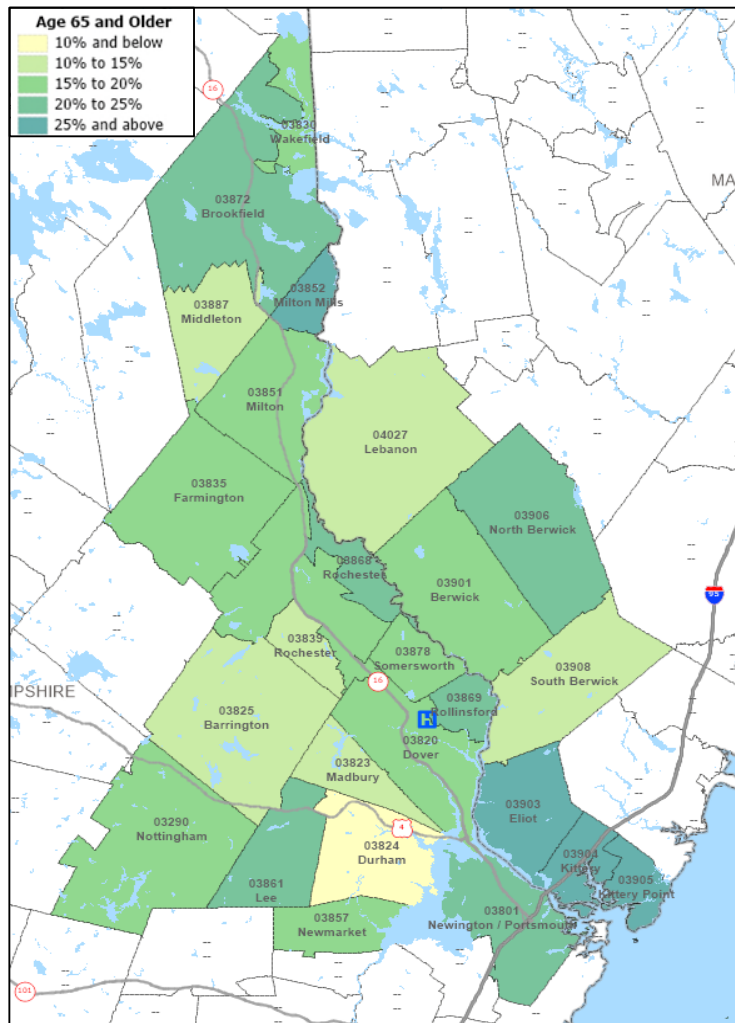 Age 65 and Older
10% and below
10% to 15%
15% to 20%
20% to 25%
25% and above
16
03830
Wakefield
MA
03872
Brookfield
03852
Milton Mills
03887
Middleton
03851
Milton
04027
Lebanon
03835
Farmington
03906
North Berwick
03868
Rochester
03901
Berwick
95
03839
Rochester
03878
Somersworth
03908
South Berwick
IPSHIRE
16
03869
Rollinsford
03825
Barrington
H
03820
Dover
03823
Madbury
03903
Eliot
03290
Nottingham
4
03824
Durham
03904
Kittery
03861
Lee
03905
Kittery Point
03857
Newmarket
03801
Newington / Portsmouth
101